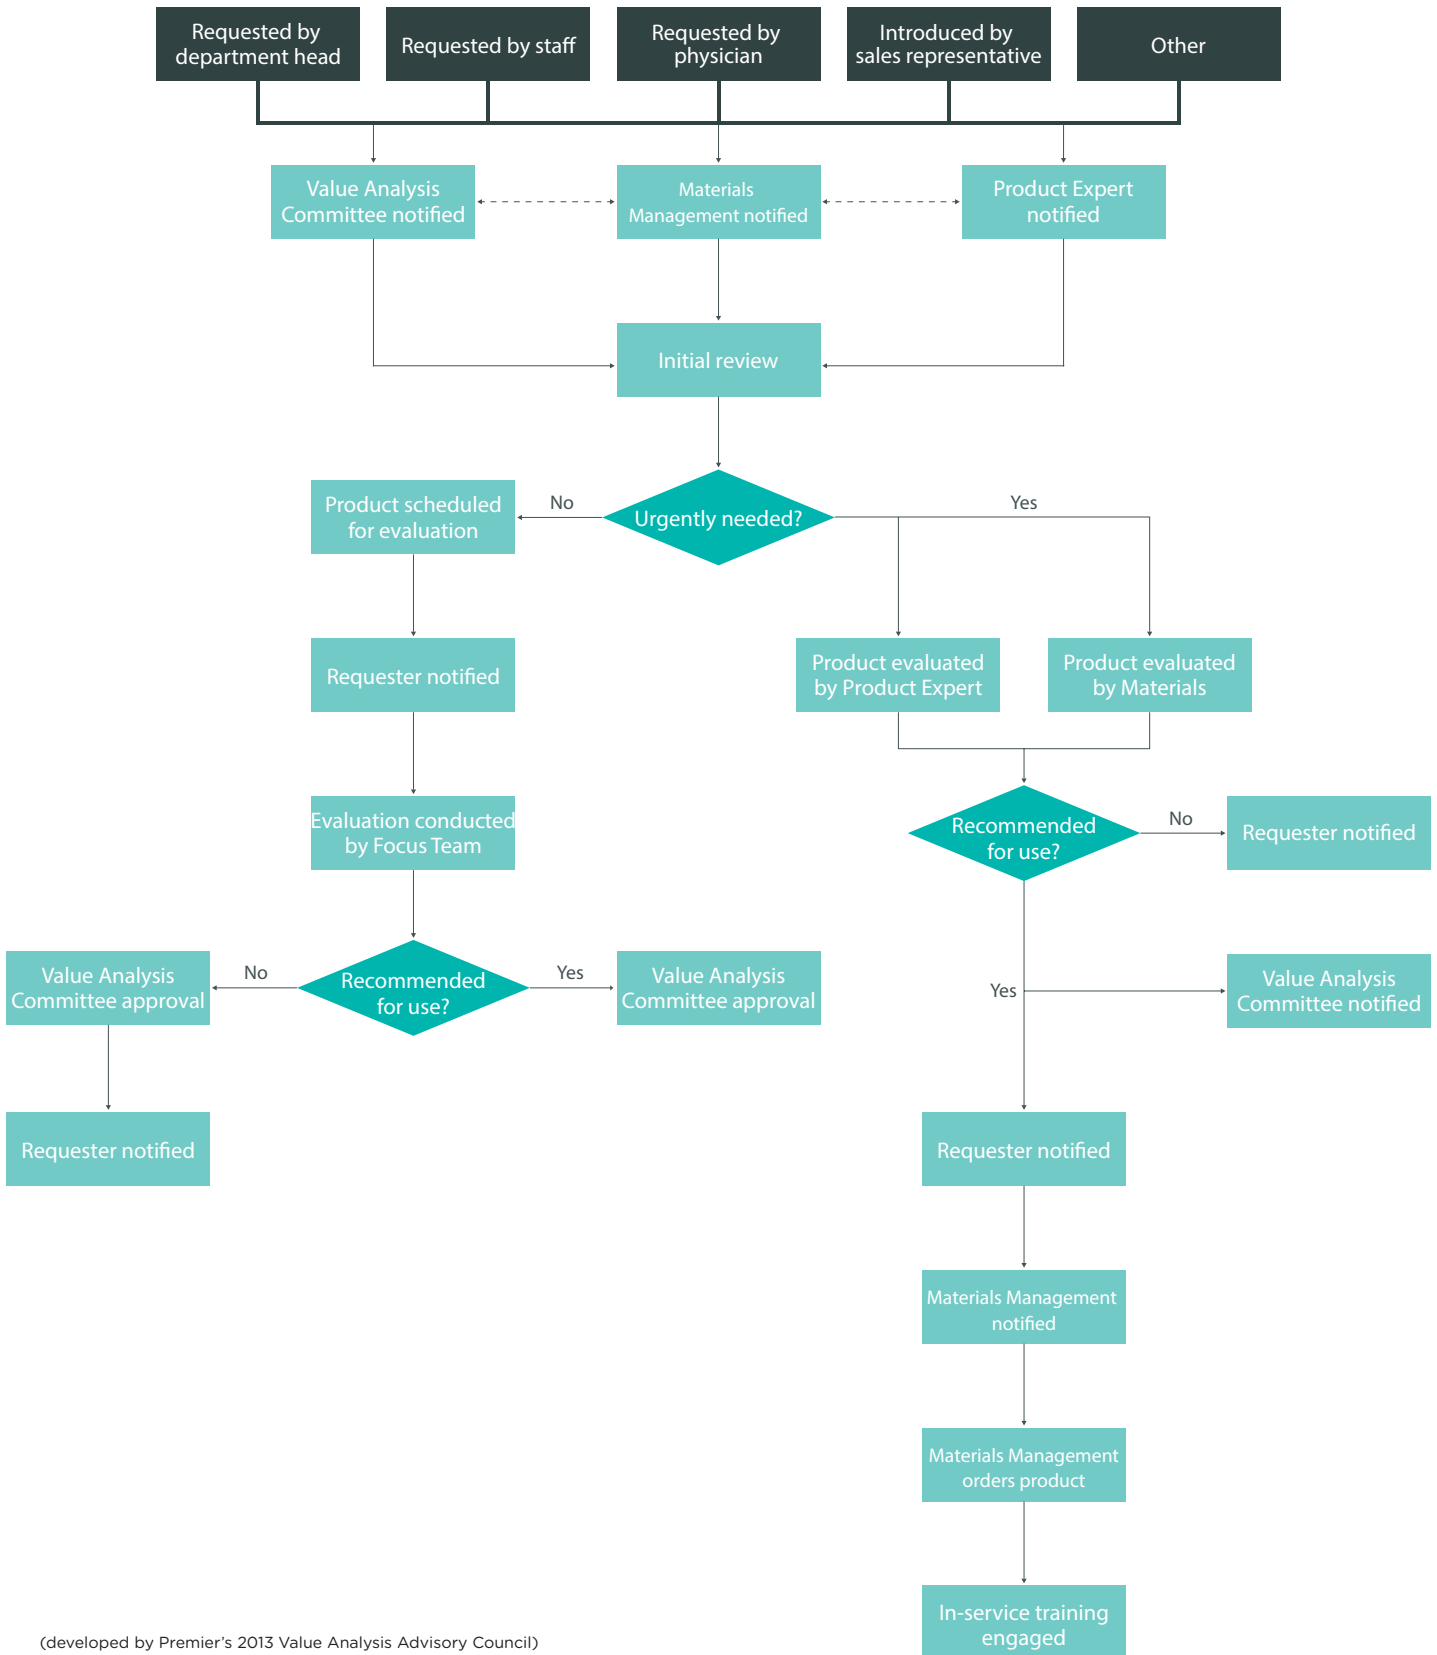 Requested by
department head
Requested by staff
Requested by
physician
Introduced by
sales representative
Other
Value Analysis
Committee notified
Materials
Management notified
Product Expert
notified
Initial review
Urgently needed?
No
Yes
Product scheduled
for evaluation
Requester notified
Evaluation conducted
by Focus Team
Recommended
for use?
No
Yes
Value Analysis
Committee approval
Requester notified
Value Analysis
Committee approval
Product evaluated
by Product Expert
Product evaluated
by Materials
Recommended
for use?
No
Requester notified
Yes
Value Analysis
Committee notified
Requester notified
Materials Management
notified
Materials Management
orders product
In-service training
engaged
(developed by Premier’s 2013 Value Analysis Advisory Council)